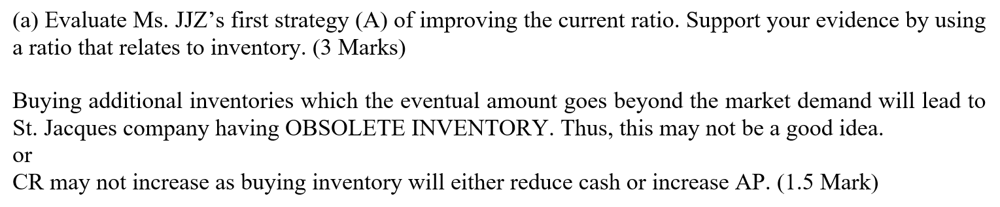 (a) Evaluate Ms. JJZ’s first strategy (A) of improving the current ratio. Support your evidence by using
a ratio that relates to inventory. (3 Marks)
Buying additional inventories which the eventual amount goes beyond the market demand will lead to
St. Jacques company having OBSOLETE INVENTORY. Thus, this may not be a good idea.
or
CR may not increase as buying inventory will either reduce cash or increase AP. (1.5 Mark)